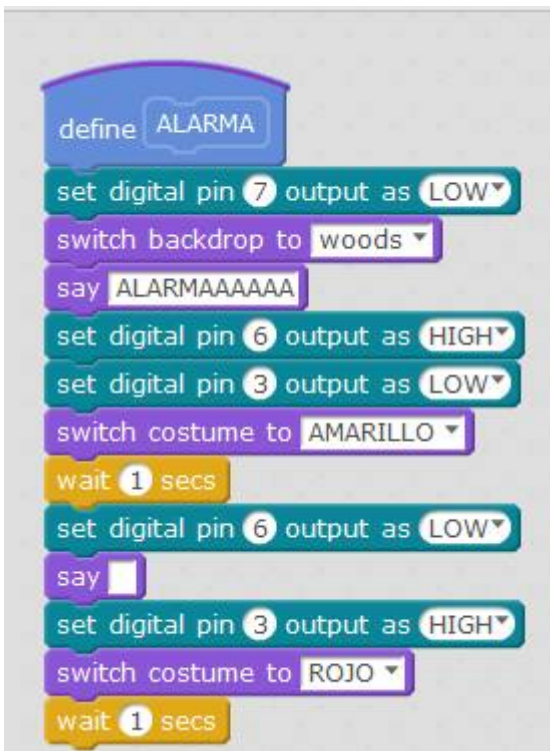 define ALARMA
set digital pin 7 output as LOW
switch backdrop to woods
say ALARMAAAAAA
set digital pin 6 output as HIGH
set digital pin 3 output as LOW
switch costume to AMARILLO
wait 1 secs
set digital pin 6 output as LOW
say
set digital pin 3 output as HIGH
switch costume to ROJO
wait 1 secs